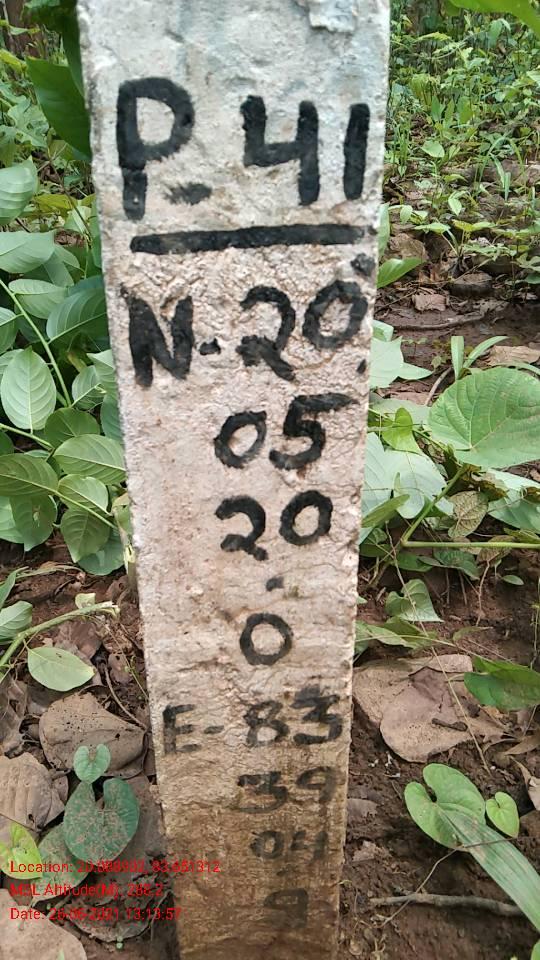 P-41
N-20°
05
20
.
0
E-83
39
04
9
Location: 20.088932, 83.651312
MSL Altitude(M): 288.2
Date: 26-06-2021 13:13:57